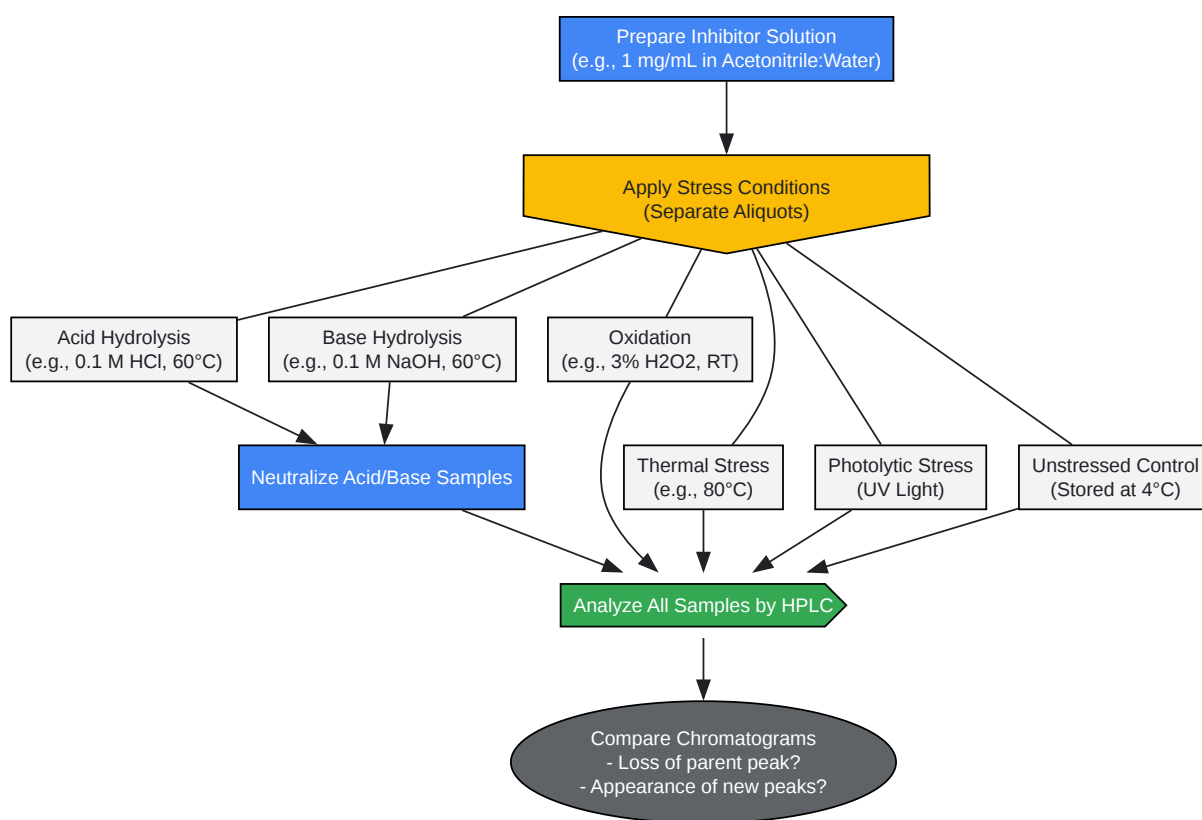 Prepare Inhibitor Solution
(e.g., 1 mg/mL in Acetonitrile:Water)
Apply Stress Conditions
(Separate Aliquots)
Acid Hydrolysis
(e.g., 0.1 M HCl, 60°C)
Base Hydrolysis
(e.g., 0.1 M NaOH, 60°C)
Oxidation
(e.g., 3% H2O2, RT)
Neutralize Acid/Base Samples
Thermal Stress
(e.g., 80°C)
Photolytic Stress
(UV Light)
Unstressed Control
(Stored at 4°C)
Analyze All Samples by HPLC
Compare Chromatograms
- Loss of parent peak?
- Appearance of new peaks?